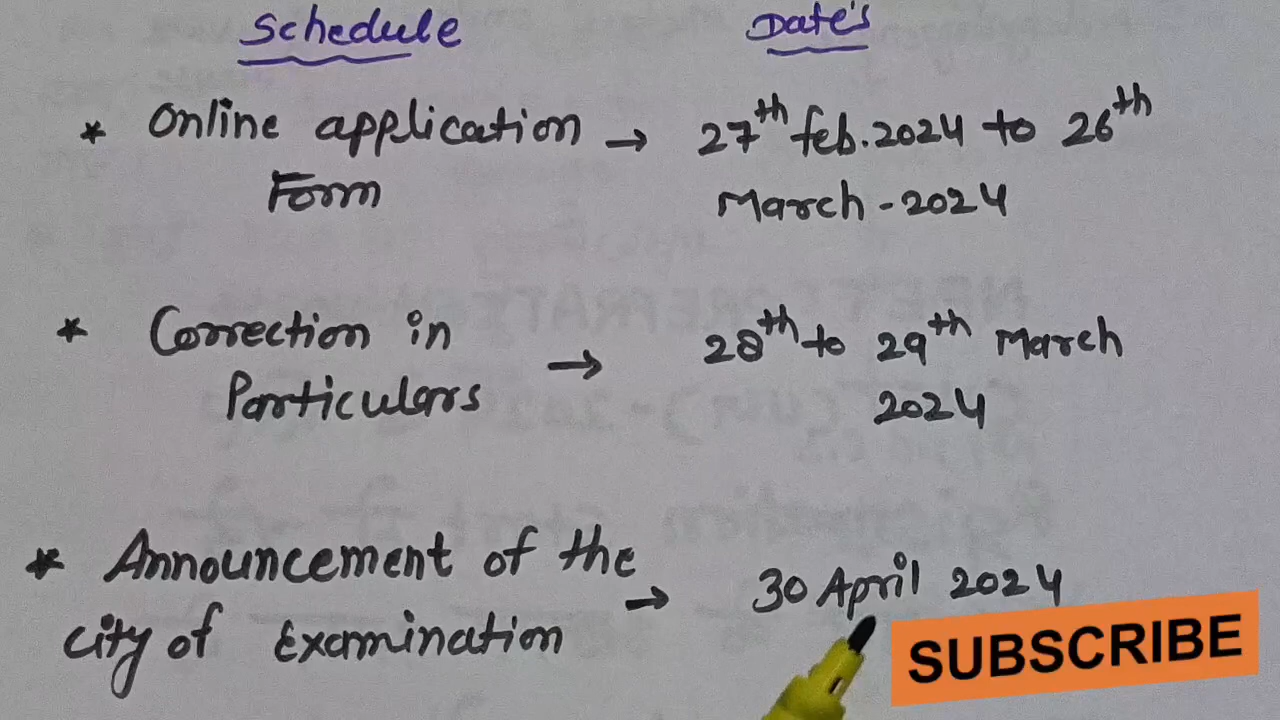 Schedule Date's
* Online application → 27th feb. 2024 to 26th
Form March - 2024
* Correction in → 28th to 29th March
Particulars 2024
* Announcement of the → 30 April 2024
City of Examination
SUBSCRIBE